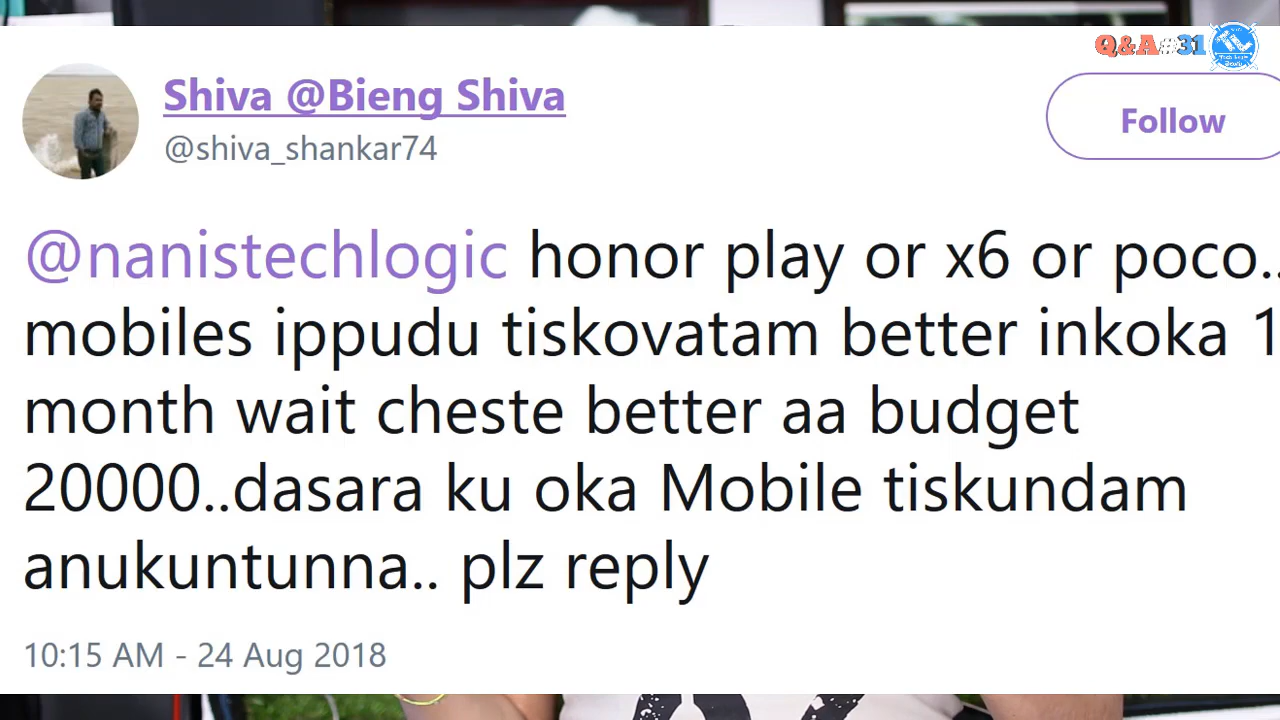 Q&A#31
Shiva @Bieng Shiva
@shiva_shankar74
Follow
@nanistechlogic honor play or x6 or poco..
mobiles ippudu tiskovatam better inkoka 1
month wait cheste better aa budget
20000..dasara ku oka Mobile tiskundam
anukuntunna.. plz reply
10:15 AM - 24 Aug 2018